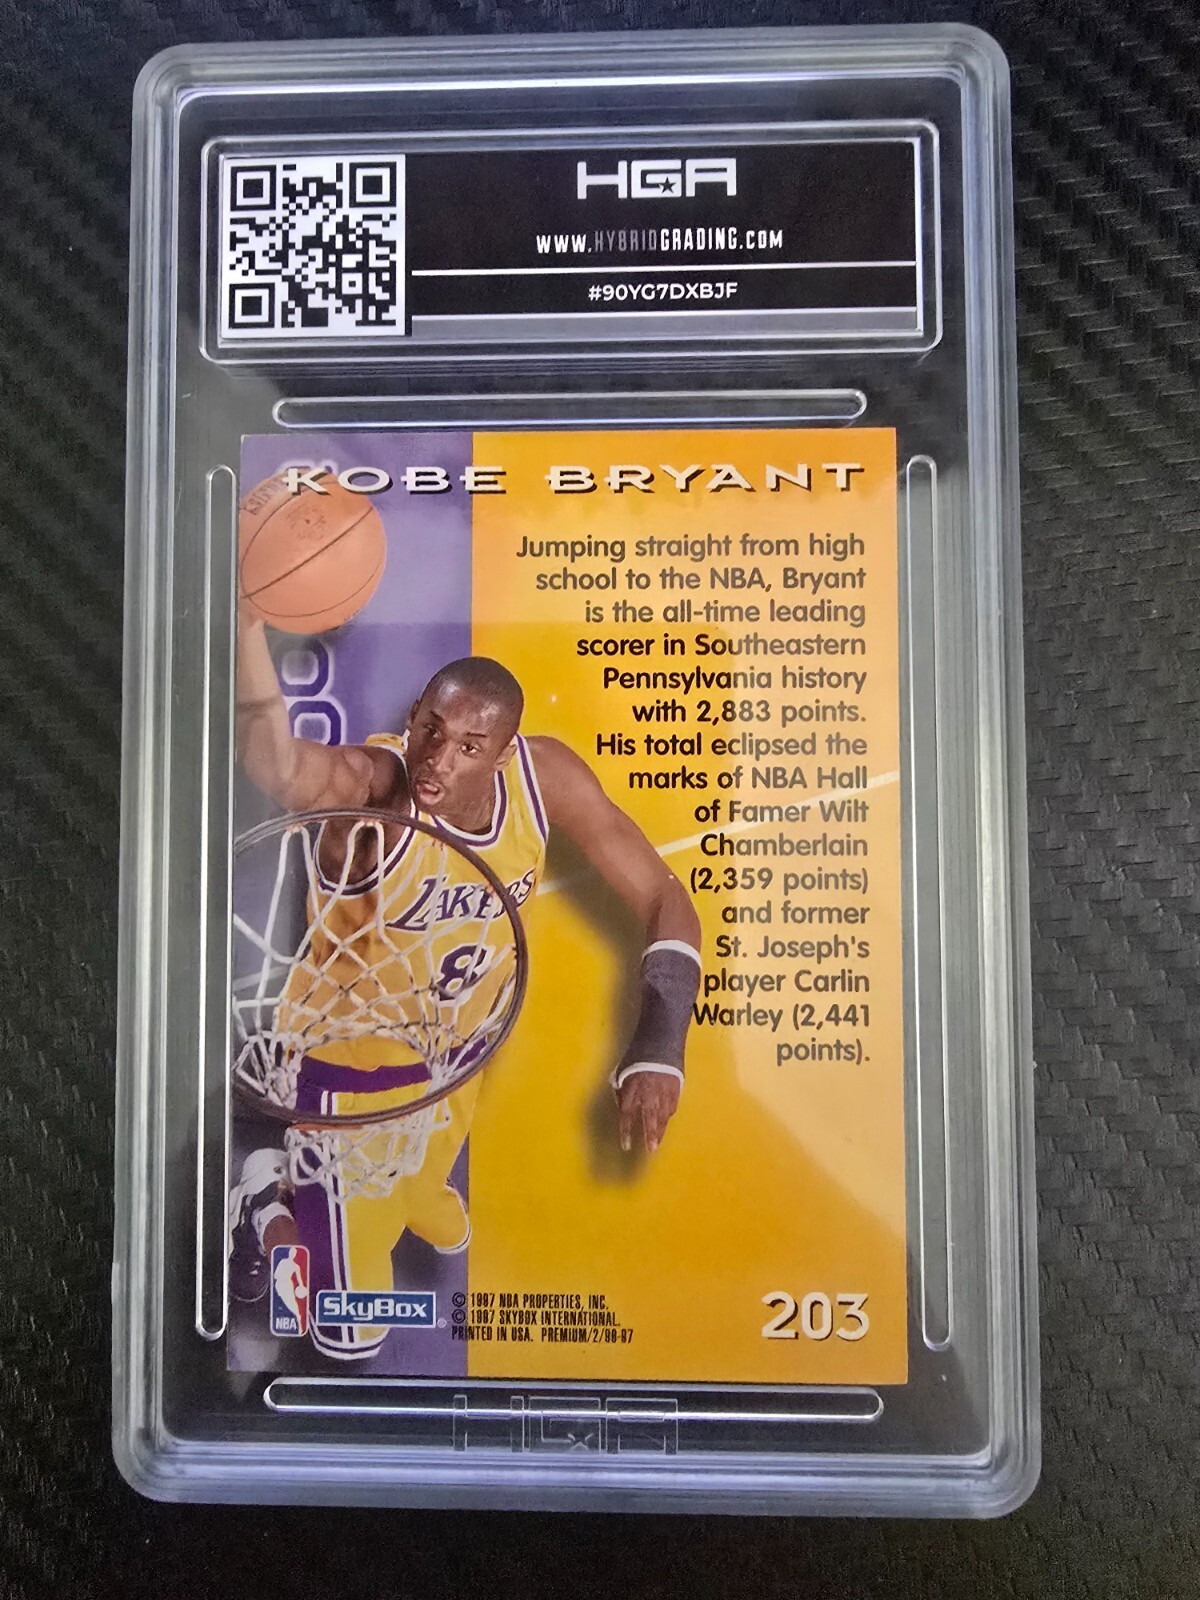 HGA
WWW.HYBRIDGRADING.COM
#90YG7DXBJF
KOBE BRYANT
Jumping straight from high
school to the NBA, Bryant
is the all-time leading
scorer in Southeastern
Pennsylvania history
with 2,883 points.
His total eclipsed the
marks of NBA Hall
of Famer Wilt
Chamberlain
(2,359 points)
and former
St. Joseph's
player Carlin
Warley (2,441
points).
LAKERS
8
NBA
SkyBox
© 1997 NBA PROPERTIES, INC.
© 1997 SKYBOX INTERNATIONAL.
PRINTED IN USA. PREMIUM/2/96-97
203
HGA